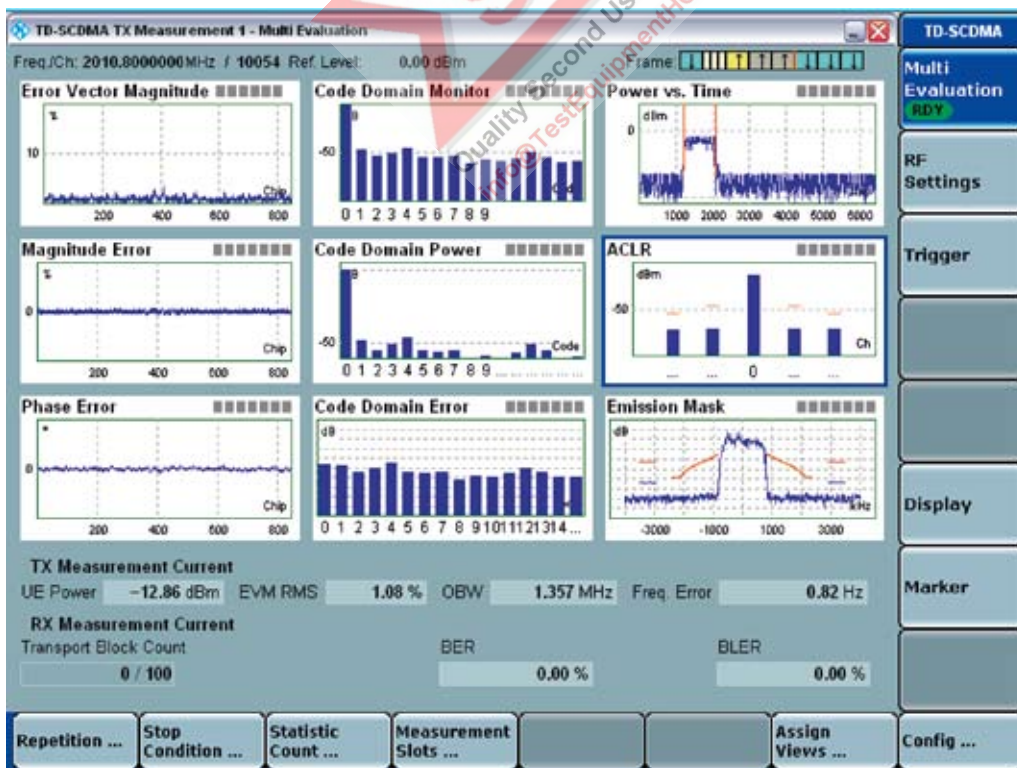 TD-SCDMA TX Measurement 1 - Multi Evaluation
TD-SCDMA
Freq./Ch: 2010.8000000MHz / 10054 Ref. Level: 0.00 dBm Frame:
Multi
Evaluation
RDY
Error Vector Magnitude
%
10
Chip
200 400 600 800
Code Domain Monitor
-50
0 1 2 3 4 5 6 7 8 9
Power vs. Time
dBm
0
1000 2000 3000 4000 5000 6000
RF
Settings
Magnitude Error
%
0
Chip
200 400 600 800
Code Domain Power
-50
Code
0 1 2 3 4 5 6 7 8 9 ... ... ... ... ... ...
ACLR
dBm
-50
Ch
... ... 0 ... ...
Trigger
Phase Error
0
Chip
200 400 600 800
Code Domain Error
dB
0 1 2 3 4 5 6 7 8 9 1011121314...
Emission Mask
dB
kHz
-3000 -1000 1000 3000
Display
TX Measurement Current
UE Power -12.86 dBm EVM RMS 1.08 % OBW 1.357 MHz Freq. Error 0.82 Hz
Marker
RX Measurement Current
Transport Block Count BER BLER
0 / 100 0.00 % 0.00 %
Repetition ...
Stop
Condition ...
Statistic
Count ...
Measurement
Slots ...
Assign
Views ...
Config ...
Quality Second